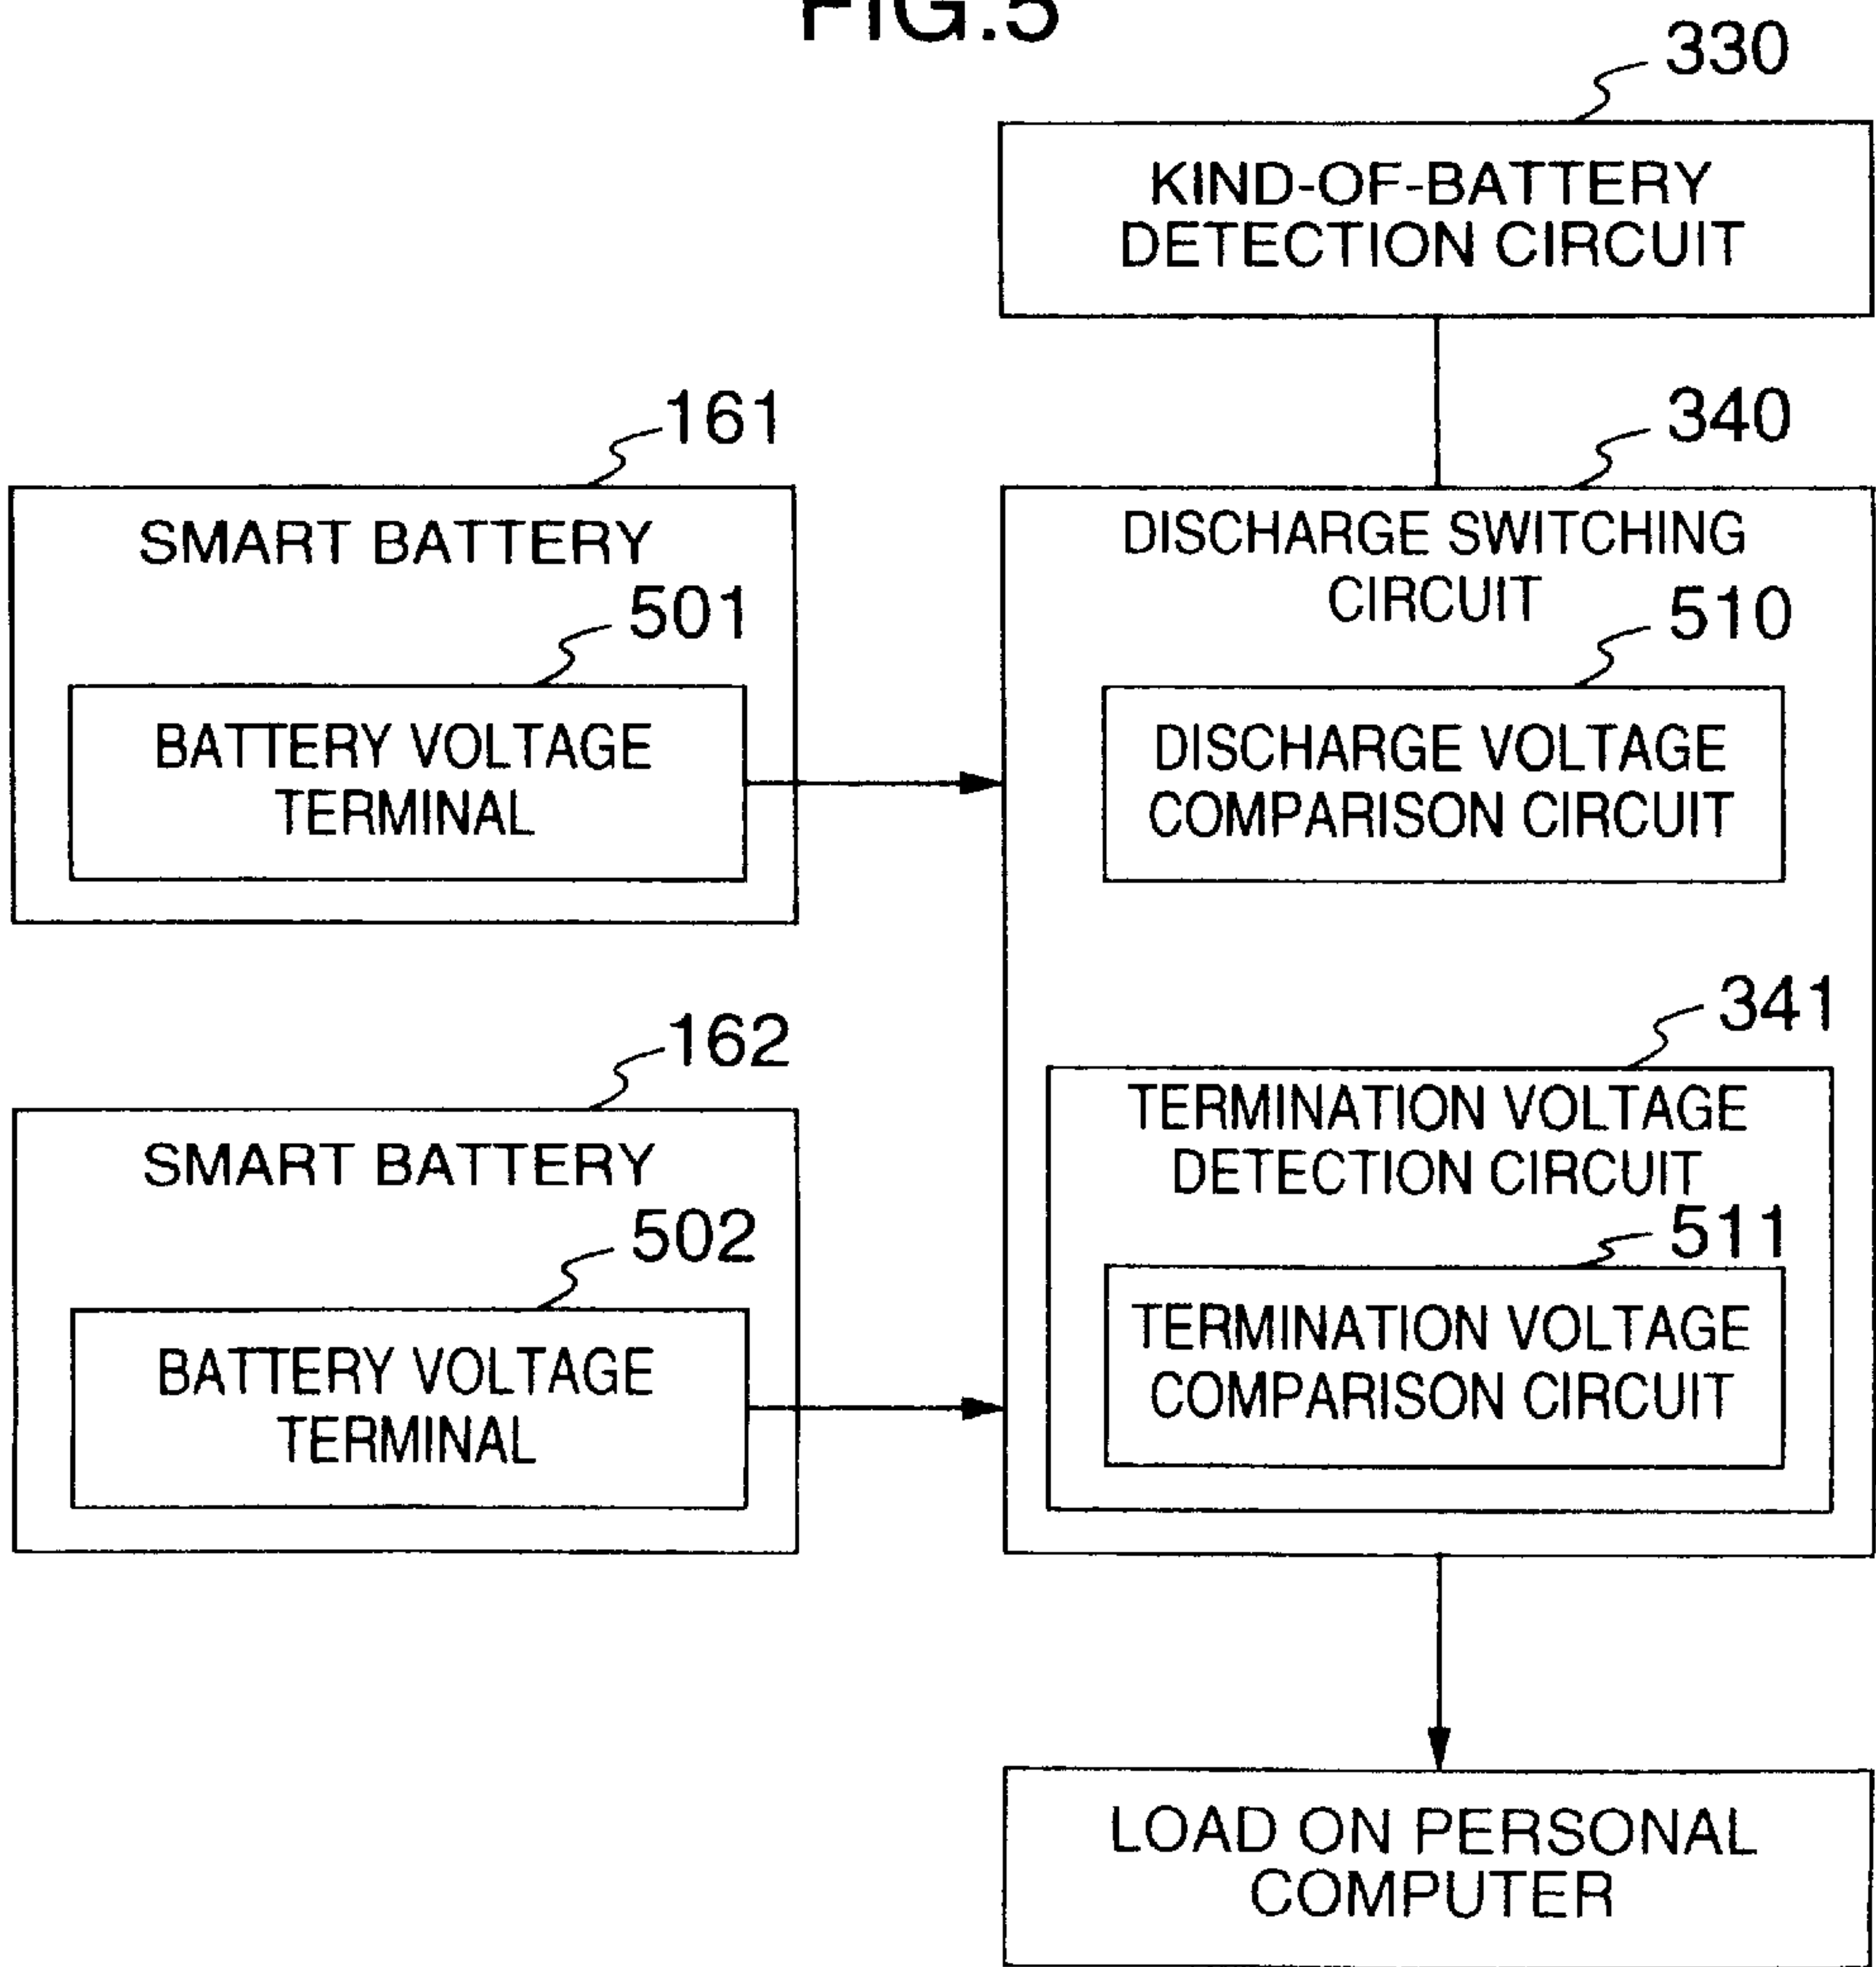 FIG.5
330
KIND-OF-BATTERY
DETECTION CIRCUIT
161
SMART BATTERY
501
BATTERY VOLTAGE
TERMINAL
340
DISCHARGE SWITCHING
CIRCUIT
510
DISCHARGE VOLTAGE
COMPARISON CIRCUIT
162
SMART BATTERY
502
BATTERY VOLTAGE
TERMINAL
341
TERMINATION VOLTAGE
DETECTION CIRCUIT
511
TERMINATION VOLTAGE
COMPARISON CIRCUIT
LOAD ON PERSONAL
COMPUTER